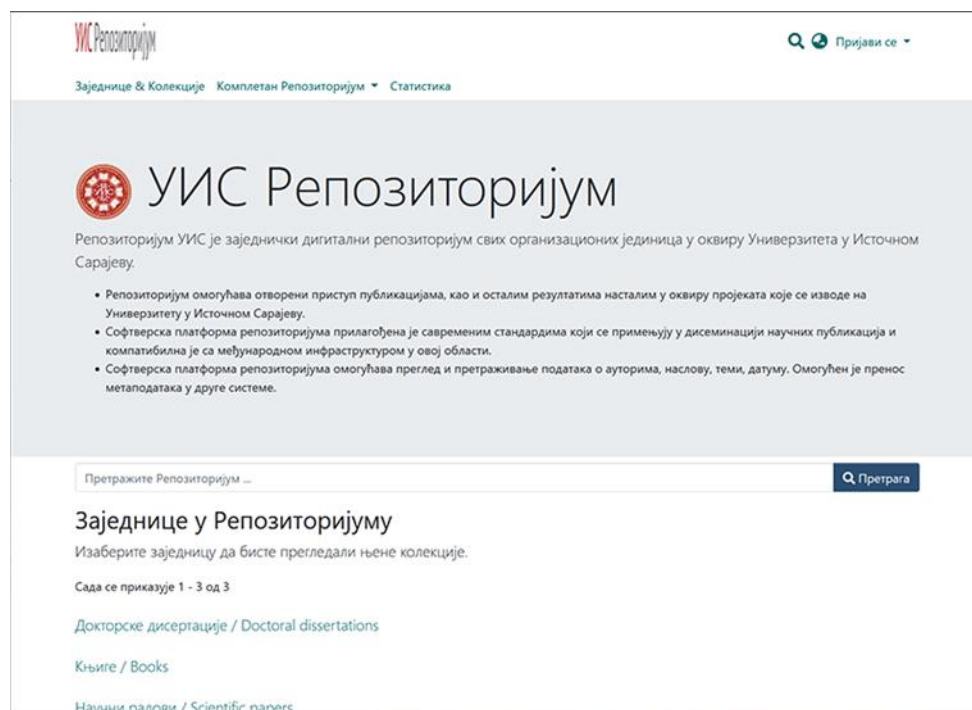 УИС Репозиторијум
Пријави се
Заједнице & Колекције Комплетан Репозиторијум Статистика
УИС Репозиторијум
Репозиторијум УИС је заједнички дигитални репозиторијум свих организационих јединица у оквиру Универзитета у Источном
Сарајеву.
• Репозиторијум омогућава отворени приступ публикацијама, као и осталим резултатима насталим у оквиру пројеката које се изводе на
Универзитету у Источном Сарајеву.
• Софтверска платформа репозиторијума прилагођена је савременим стандардима који се примењују у дисеминацији научних публикација и
компатибилна је са међународном инфраструктуром у овој области.
• Софтверска платформа репозиторијума омогућава преглед и претраживање података о ауторима, наслову, теми, датуму. Омогућен је пренос
метаподатака у друге системе.
Претражите Репозиторијум ... Претрага
Заједнице у Репозиторијуму
Изаберите заједницу да бисте прегледали њене колекције.
Сада се приказује 1 - 3 од 3
Докторске дисертације / Doctoral dissertations
Књиге / Books
Научни радови / Scientific papers